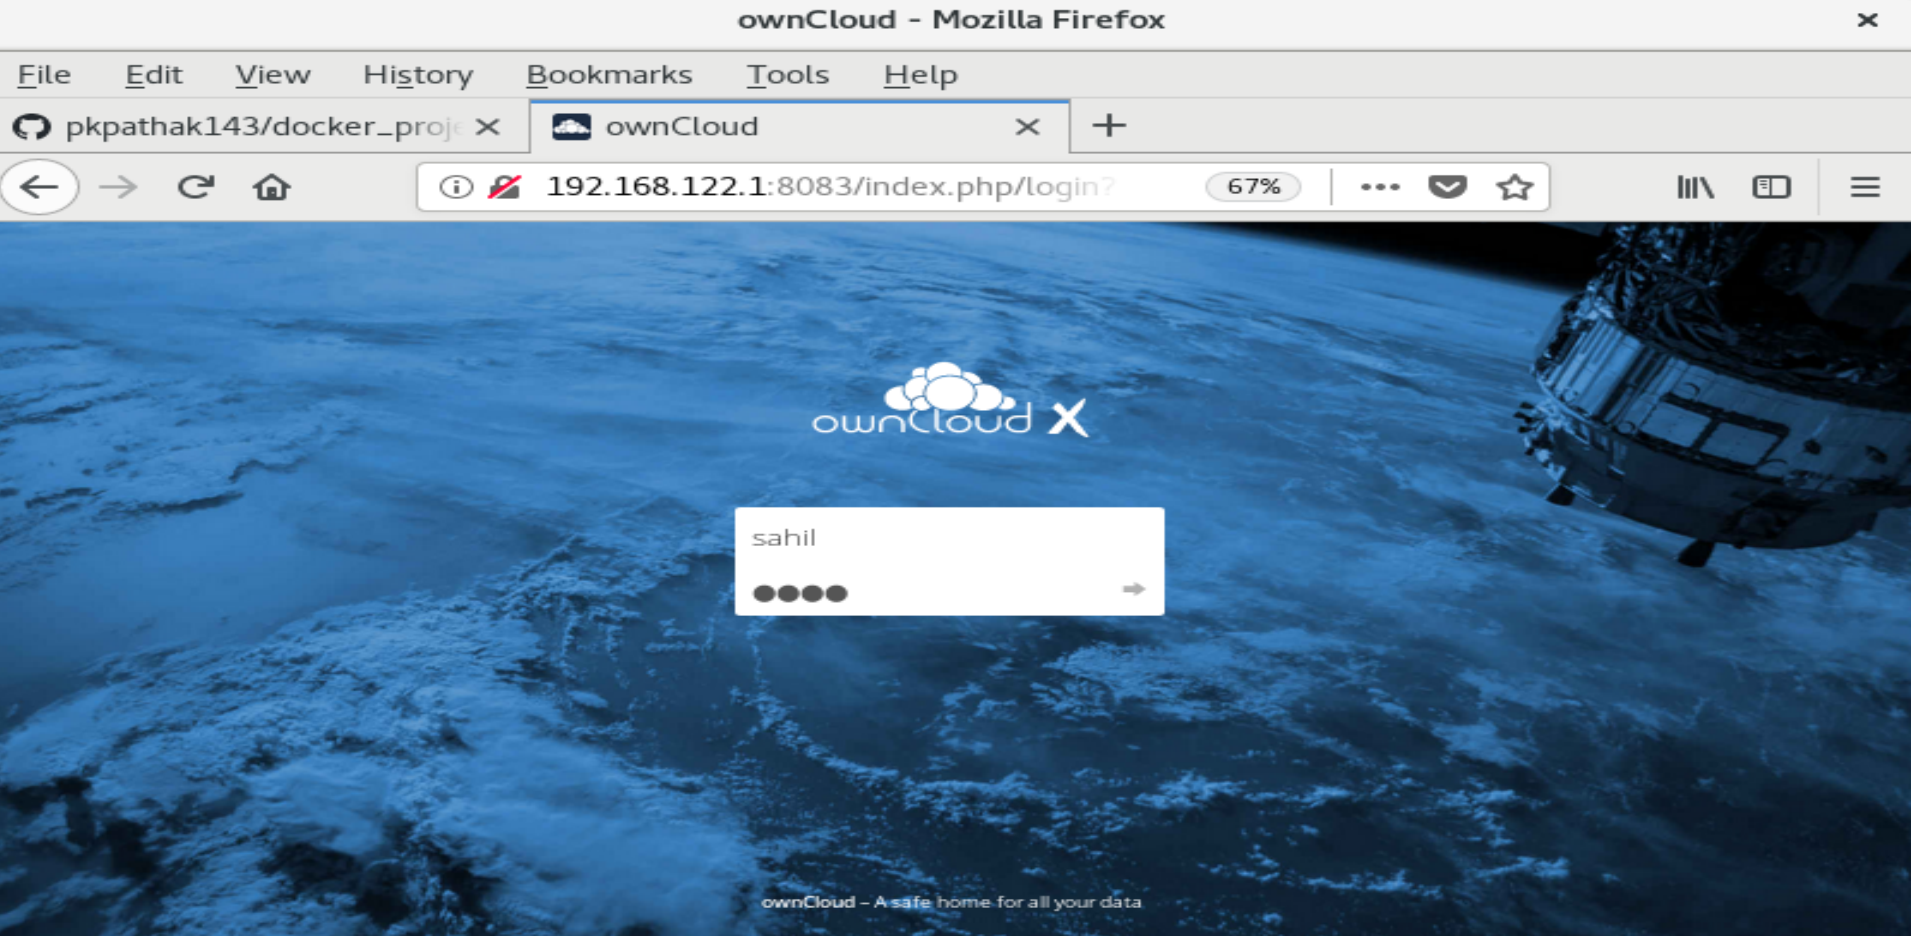 ownCloud - Mozilla Firefox
File Edit View History Bookmarks Tools Help
pkpathak143/docker_proje ownCloud
192.168.122.1:8083/index.php/login? 67%
ownCloud X
sahil
ownCloud – A safe home for all your data